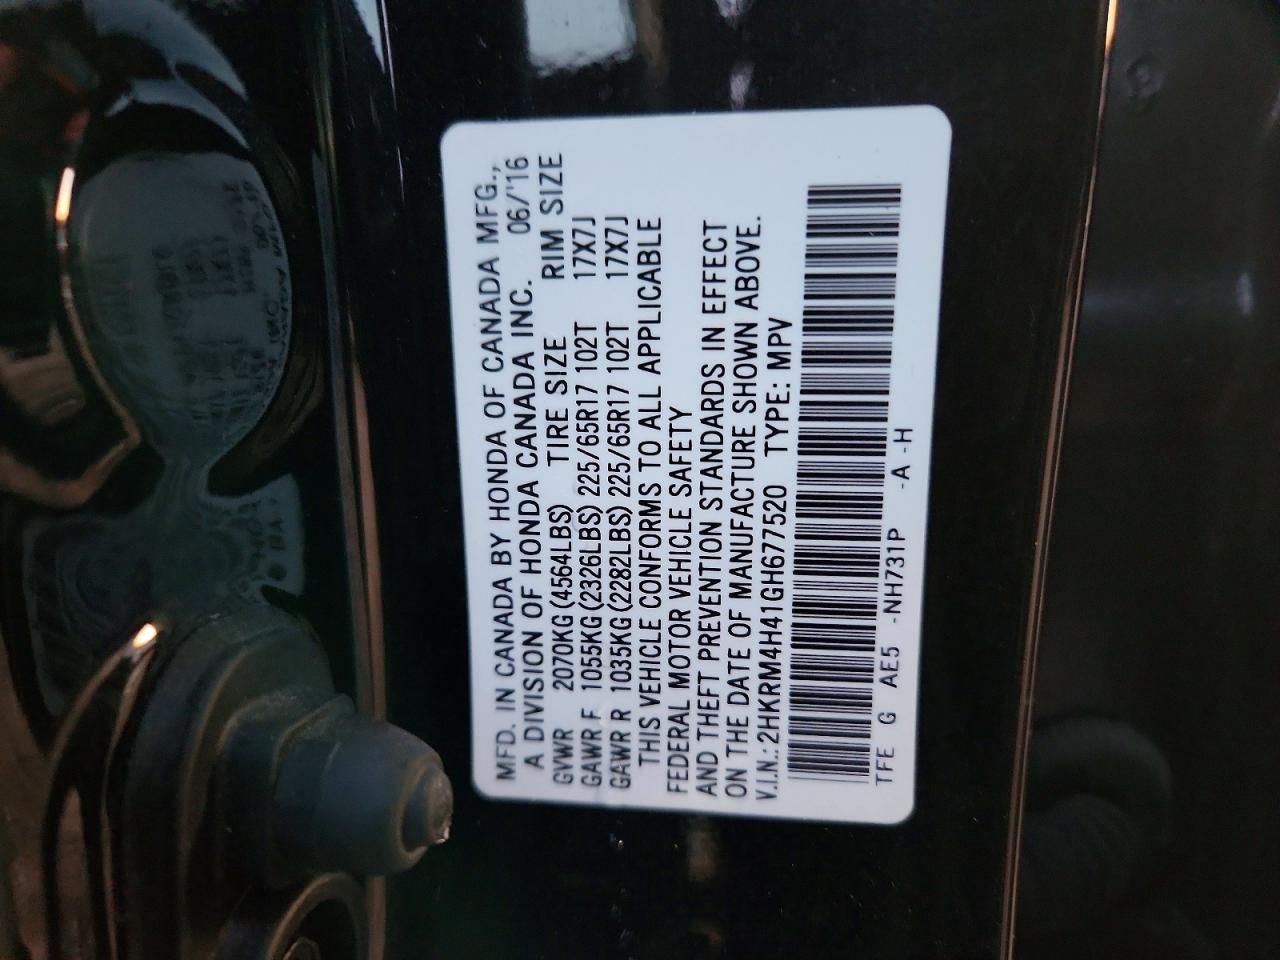 MFD. IN CANADA BY HONDA OF CANADA MFG.,
A DIVISION OF HONDA CANADA INC. 06/'16
GVWR 2070KG(4564LBS) TIRE SIZE RIM SIZE
GAWR F 1055KG(2326LBS) 225/65R17 102T 17X7J
GAWR R 1035KG(2282LBS) 225/65R17 102T 17X7J
THIS VEHICLE CONFORMS TO ALL APPLICABLE
FEDERAL MOTOR VEHICLE SAFETY
AND THEFT PREVENTION STANDARDS IN EFFECT
ON THE DATE OF MANUFACTURE SHOWN ABOVE.
V.I.N.: 2HKRM4H41GH677520 TYPE: MPV
TFE G AE5 -NH731P -A -H